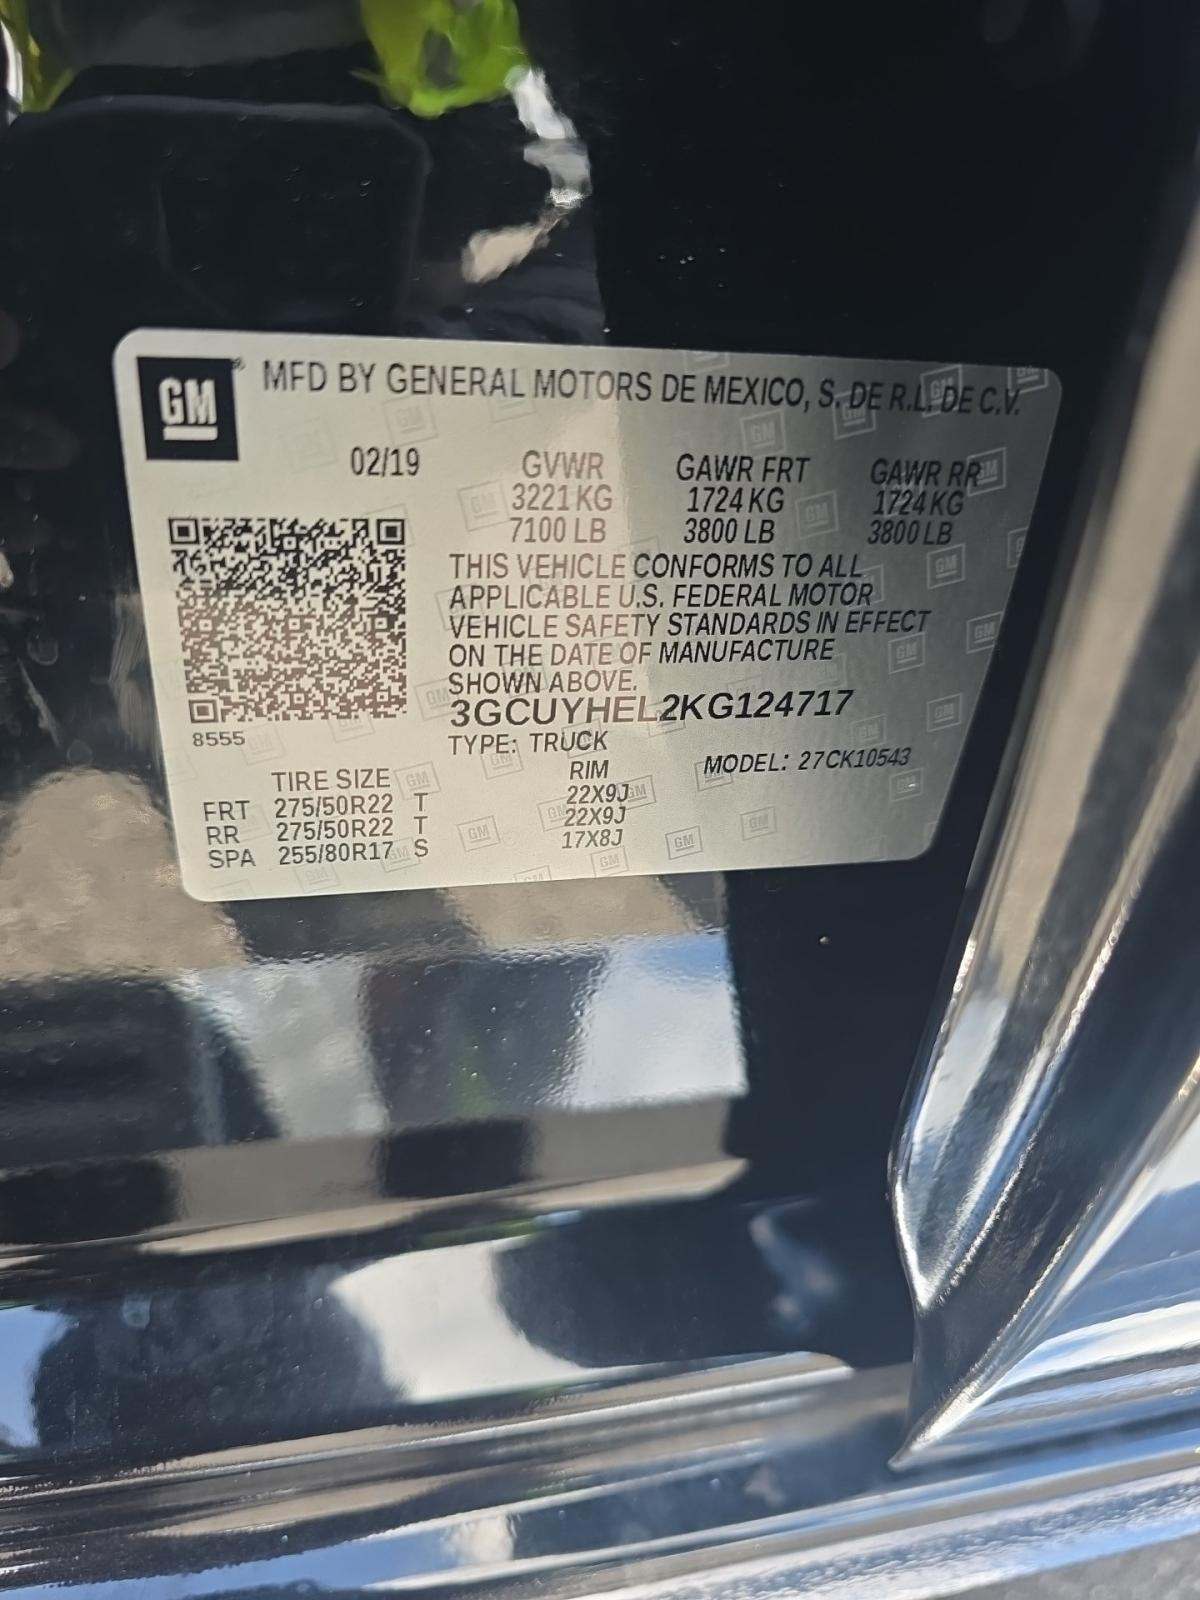 GM MFD BY GENERAL MOTORS DE MEXICO, S. DE R.L. DE C.V.
02/19 GVWR GAWR FRT GAWR RR
3221 KG 1724 KG 1724 KG
7100 LB 3800 LB 3800 LB
THIS VEHICLE CONFORMS TO ALL
APPLICABLE U.S. FEDERAL MOTOR
VEHICLE SAFETY STANDARDS IN EFFECT
ON THE DATE OF MANUFACTURE
SHOWN ABOVE.
3GCUYHEL2KG124717
8555
TYPE: TRUCK MODEL: 27CK10543
TIRE SIZE RIM
FRT 275/50R22 T 22X9J
RR 275/50R22 T 22X9J
SPA 255/80R17 S 17X8J